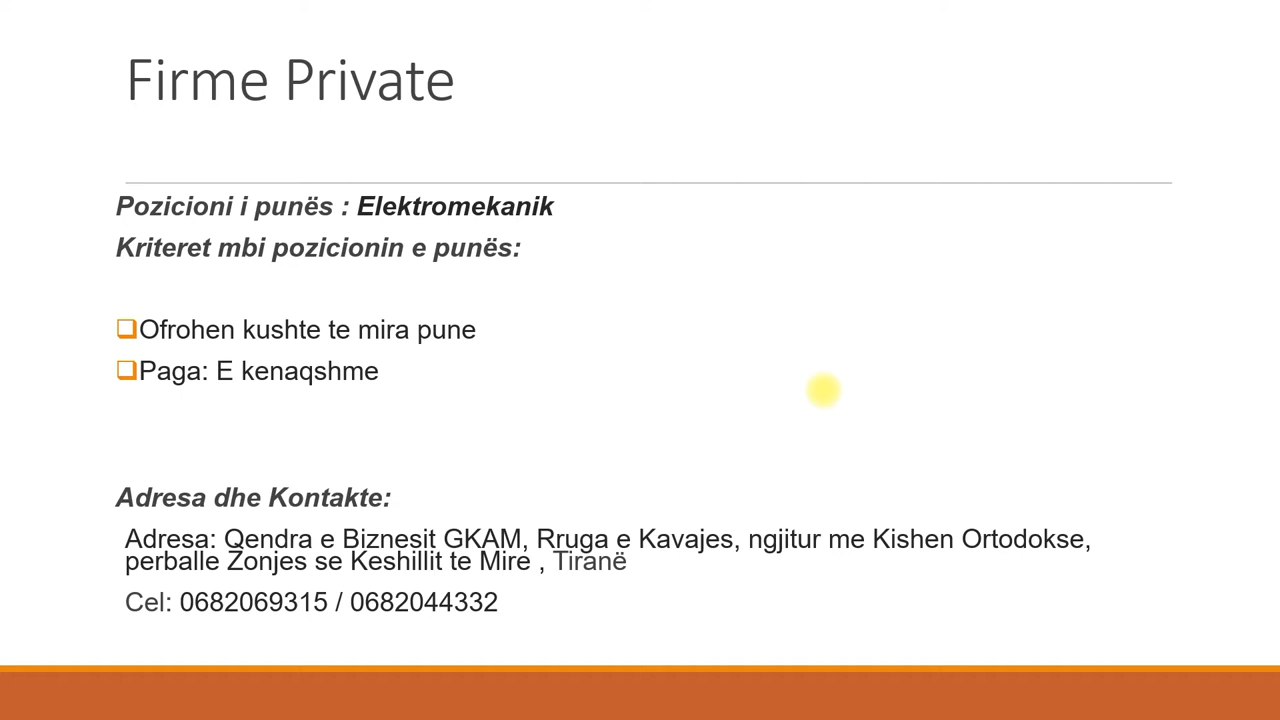 Firme Private
Pozicioni i punës : Elektromekanik
Kriteret mbi pozicionin e punës:
Ofrohen kushte te mira pune
Paga: E kenaqshme
Adresa dhe Kontakte:
Adresa: Qendra e Biznesit GKAM, Rruga e Kavajes, ngjitur me Kishen Ortodokse,
perballe Zonjes se Keshillit te Mire , Tiranë
Cel: 0682069315 / 0682044332